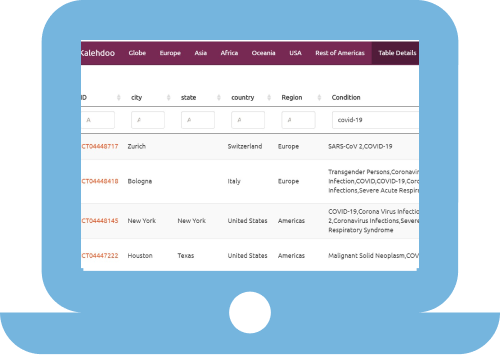 Kalehdoo Globe Europe Asia Africa Oceania USA Rest of Americas Table Details
ID city state country Region Condition
A A A A A covid-19
CT04448717 Zurich Switzerland Europe SARS-CoV 2,COVID-19
Transgender Persons,Coronavir
CT04448418 Bologna Italy Europe Infection,COVID,COVID-19,Coro
Infections,Severe Acute Respir
COVID-19,Corona Virus Infectio
CT04448145 New York New York United States Americas 2,Coronavirus Infections,Severe
Respiratory Syndrome
CT04447222 Houston Texas United States Americas Malignant Solid Neoplasm,COV